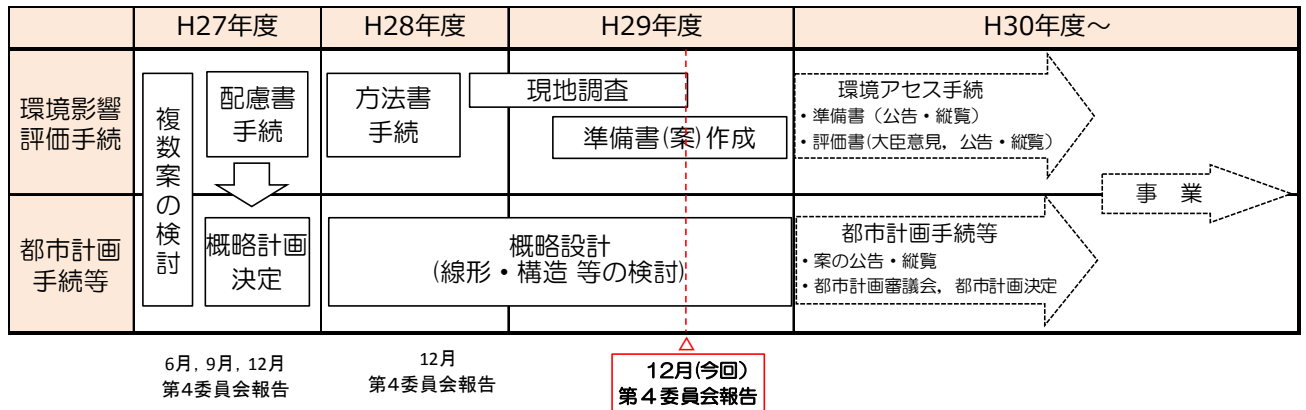 H27年度
H28年度
H29年度
H30年度～
環境影響
評価手続
複数案の検討
配慮書
手続
方法書
手続
現地調査
準備書(案)作成
環境アセス手続
・準備書（公告・縦覧）
・評価書(大臣意見，公告・縦覧）
事　業
都市計画
手続等
概略計画
決定
概略設計
(線形・構造 等の検討)
都市計画手続等
・案の公告・縦覧
・都市計画審議会，都市計画決定
6月，9月，12月
第4委員会報告
12月
第4委員会報告
12月(今回)
第４委員会報告